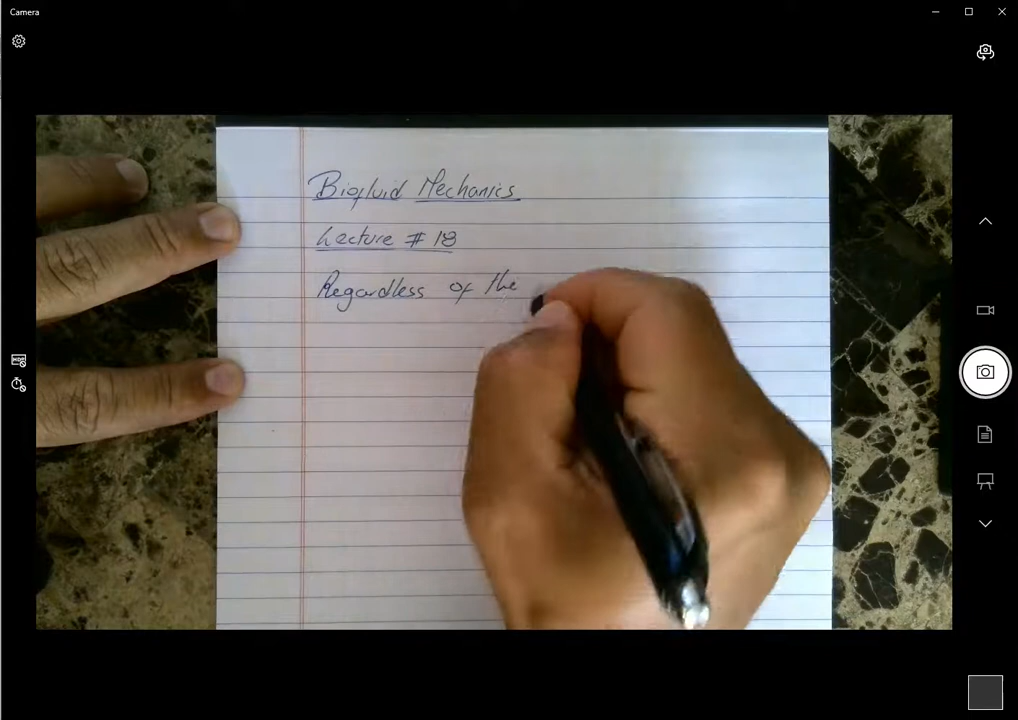 Camera
Biofluid Mechanics
Lecture # 18
Regardless of the